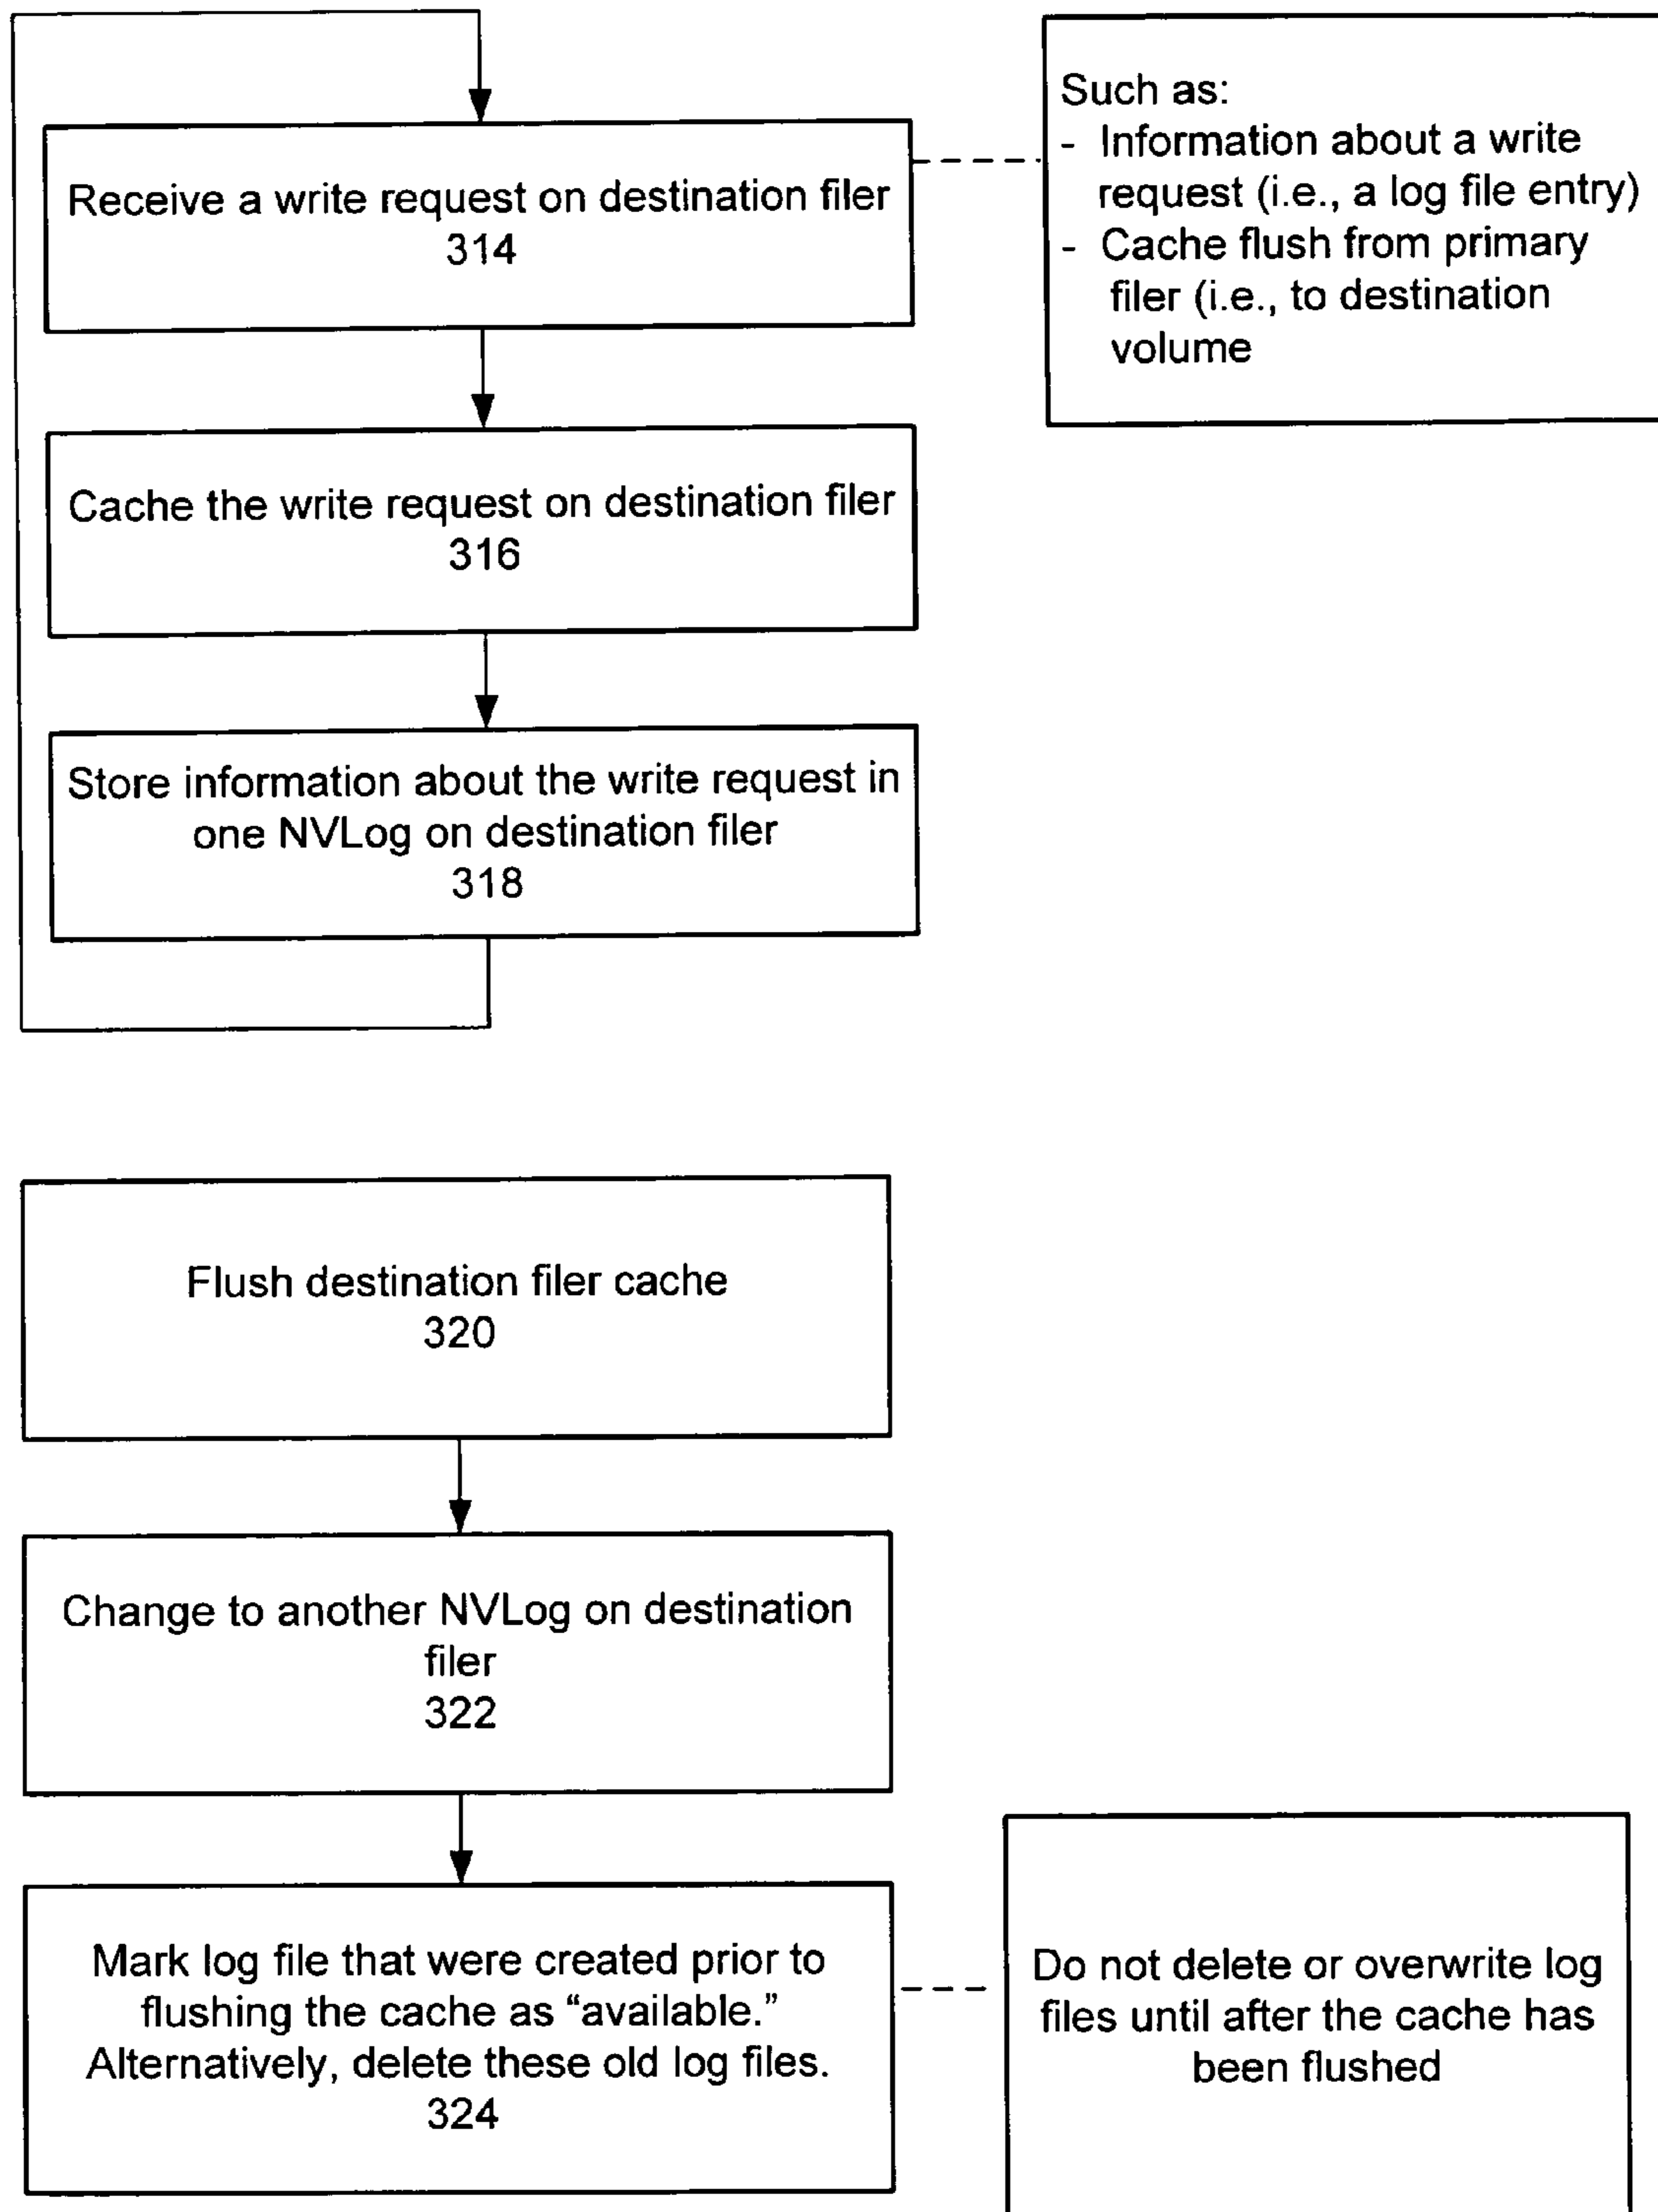 Receive a write request on destination filer
314
Such as:
- Information about a write
request (i.e., a log file entry)
- Cache flush from primary
filer (i.e., to destination
volume
Cache the write request on destination filer
316
Store information about the write request in
one NVLog on destination filer
318
Flush destination filer cache
320
Change to another NVLog on destination
filer
322
Mark log file that were created prior to
flushing the cache as “available.”
Alternatively, delete these old log files.
324
Do not delete or overwrite log
files until after the cache has
been flushed